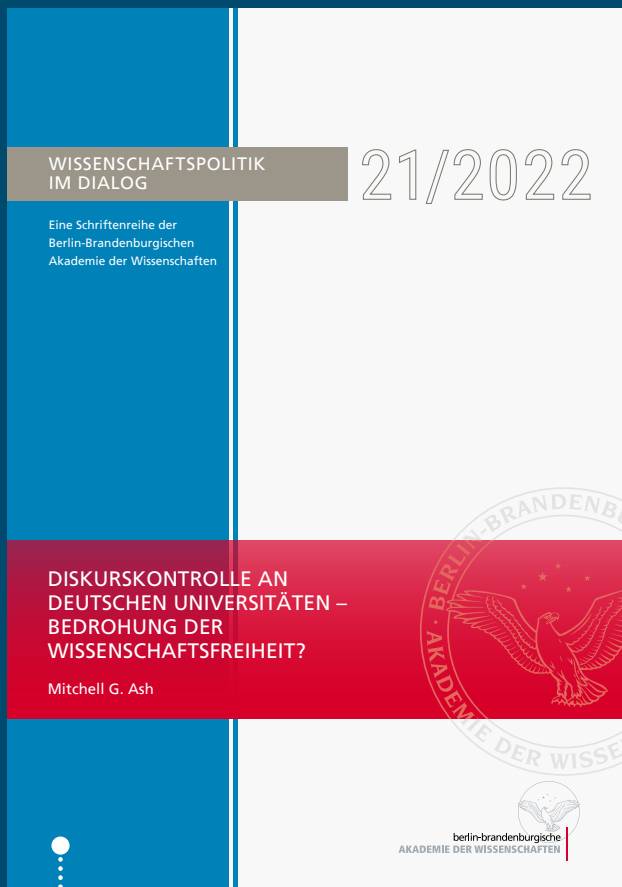 WISSENSCHAFTSPOLITIK
IM DIALOG
21/2022
Eine Schriftenreihe der
Berlin-Brandenburgischen
Akademie der Wissenschaften
DISKURSKONTROLLE AN
DEUTSCHEN UNIVERSITÄTEN –
BEDROHUNG DER
WISSENSCHAFTSFREIHEIT?
Mitchell G. Ash
AKADEMIE DER WISSE
BERLIN-BRANDENB
berlin-brandenburgische
AKADEMIE DER WISSENSCHAFTEN